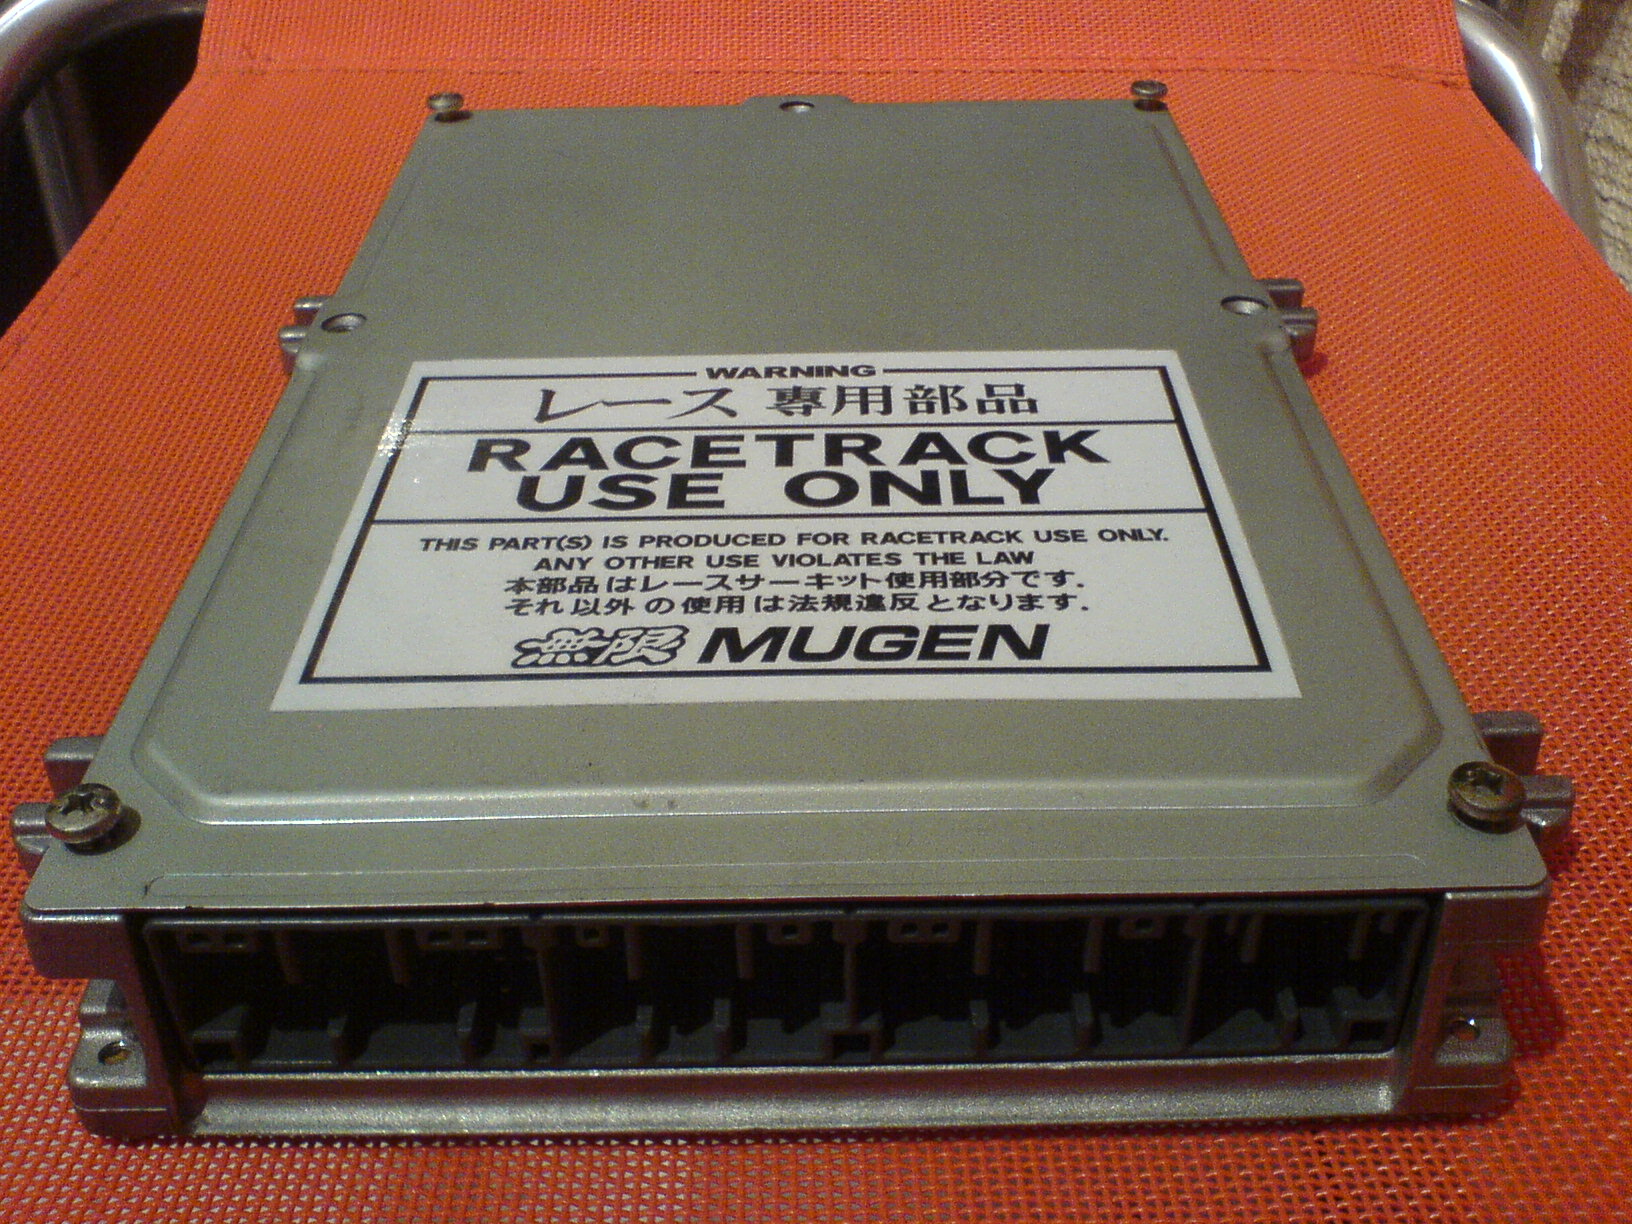 WARNING
レース 専用部品
RACETRACK
USE ONLY
THIS PART(S) IS PRODUCED FOR RACETRACK USE ONLY.
ANY OTHER USE VIOLATES THE LAW
本部品はレースサーキット使用部分です.
それ以外の使用は法規違反となります.
無限 MUGEN